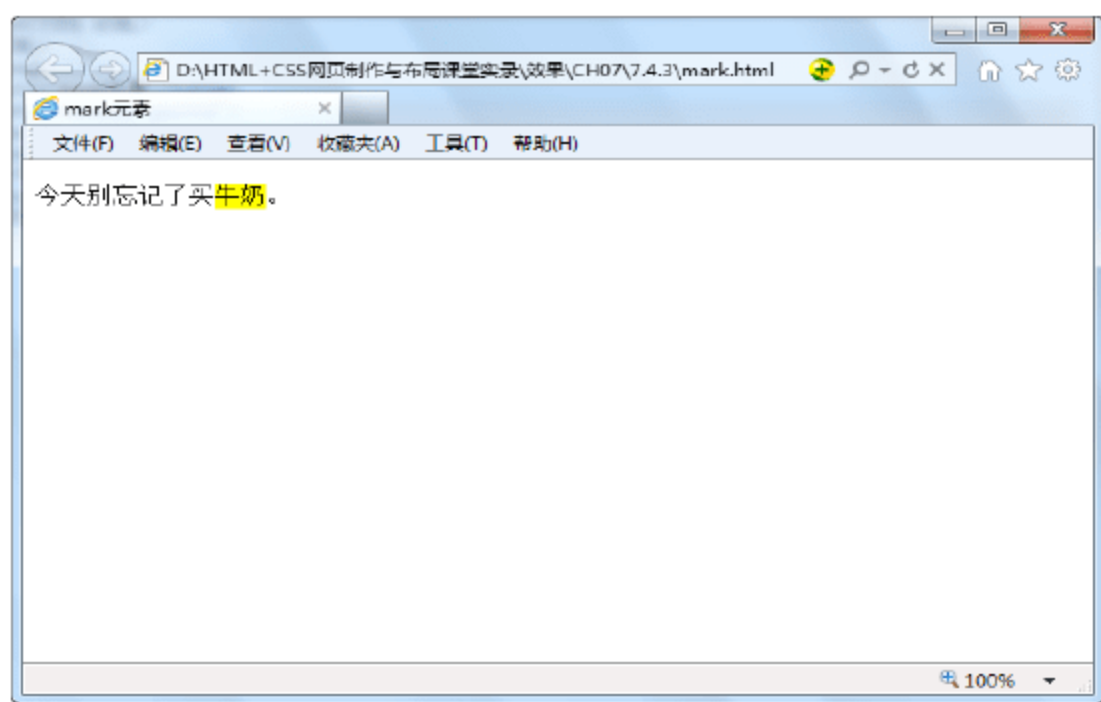 D:\HTML+CSS网页制作与布局课堂实录\效果\CH07\7.4.3\mark.html
mark元素
文件(F) 编辑(E) 查看(V) 收藏夹(A) 工具(T) 帮助(H)
今天别忘记了买牛奶。
100%